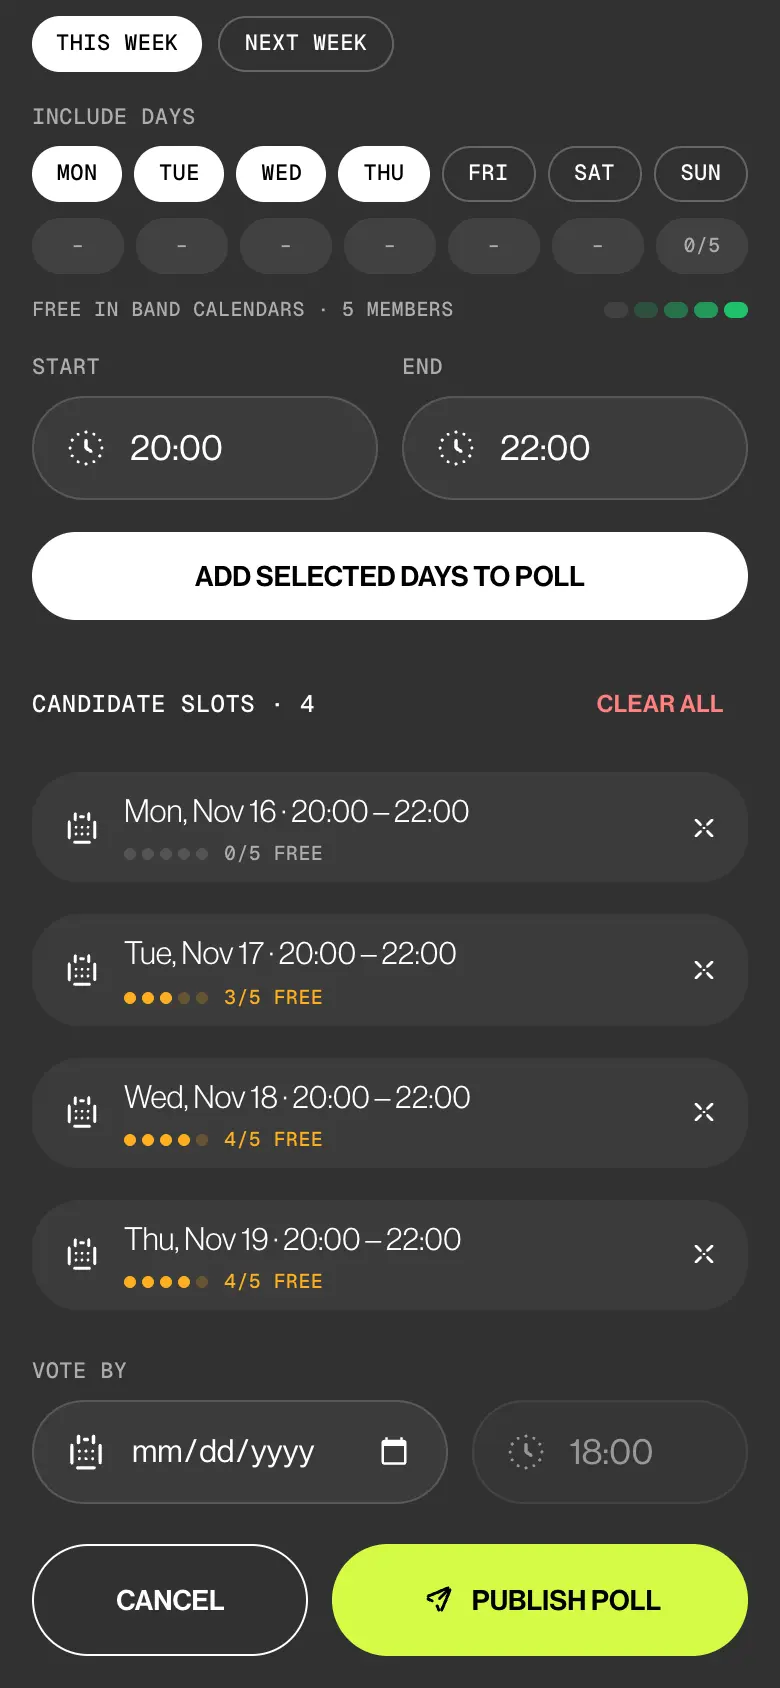 THIS WEEK NEXT WEEK
INCLUDE DAYS
MON TUE WED THU FRI SAT SUN
- - - - - - 0/5
FREE IN BAND CALENDARS · 5 MEMBERS
START END
20:00 22:00
ADD SELECTED DAYS TO POLL
CANDIDATE SLOTS · 4 CLEAR ALL
Mon, Nov 16 · 20:00 – 22:00
0/5 FREE
Tue, Nov 17 · 20:00 – 22:00
3/5 FREE
Wed, Nov 18 · 20:00 – 22:00
4/5 FREE
Thu, Nov 19 · 20:00 – 22:00
4/5 FREE
VOTE BY
mm/dd/yyyy 18:00
CANCEL PUBLISH POLL